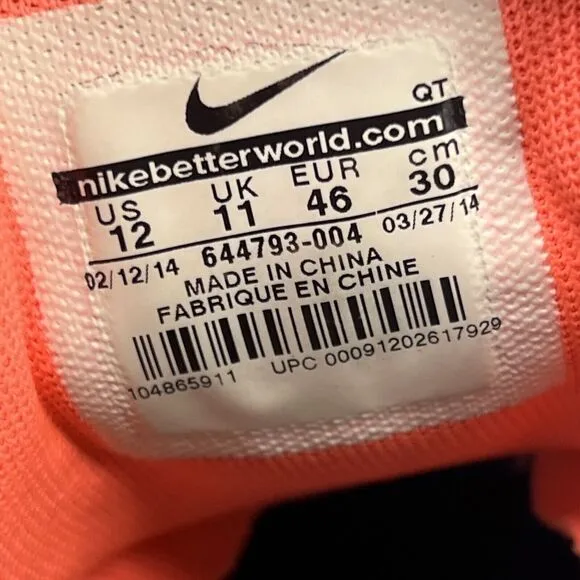 QT
nikebetterworld.com
US UK EUR cm
12 11 46 30
02/12/14 644793-004 03/27/14
MADE IN CHINA
FABRIQUE EN CHINE
104865911 UPC 00091202617929